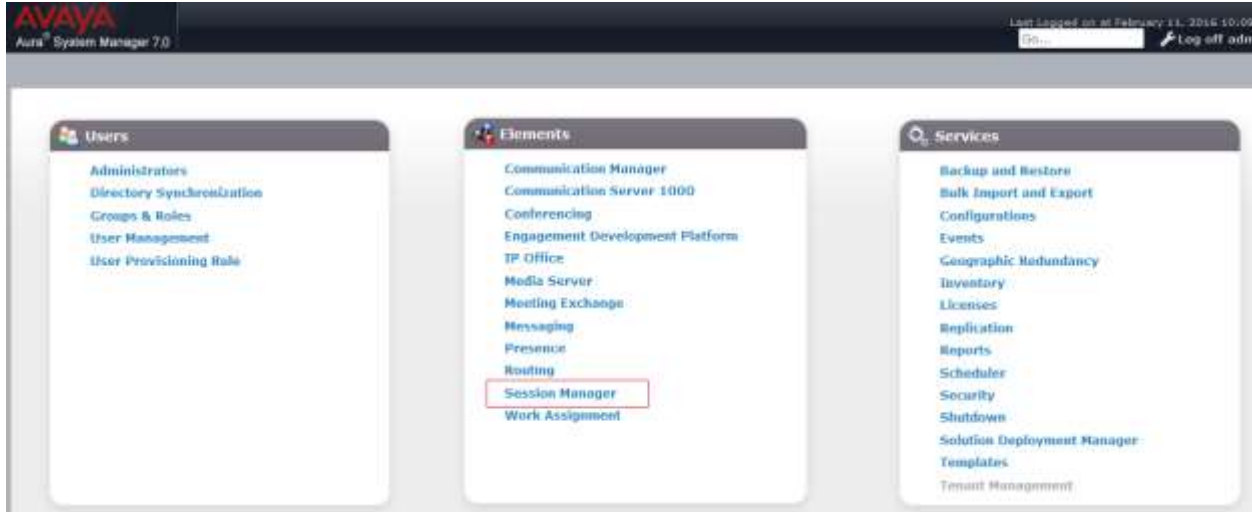 AVAYA
Last Logged on at February 11, 2016 10:09
Aura® System Manager 7.0
Go...
Log off adm
Users
Administrators
Directory Synchronization
Groups & Roles
User Management
User Provisioning Rule
Elements
Communication Manager
Communication Server 1000
Conferencing
Engagement Development Platform
IP Office
Media Server
Meeting Exchange
Messaging
Presence
Routing
Session Manager
Work Assignment
Services
Backup and Restore
Bulk Import and Export
Configurations
Events
Geographic Redundancy
Inventory
Licenses
Replication
Reports
Scheduler
Security
Shutdown
Solution Deployment Manager
Templates
Tenant Management